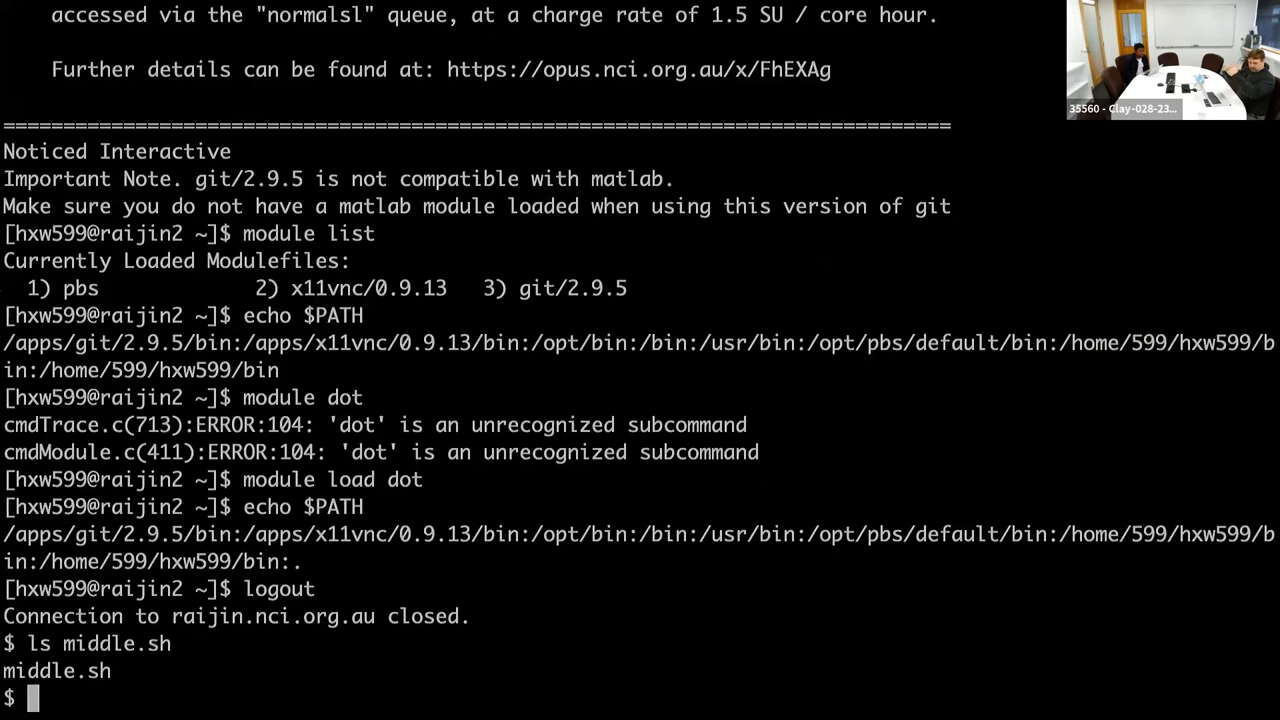 accessed via the "normalsl" queue, at a charge rate of 1.5 SU / core hour.
Further details can be found at: https://opus.nci.org.au/x/FhEXAg
===============================================================================
Noticed Interactive
Important Note. git/2.9.5 is not compatible with matlab.
Make sure you do not have a matlab module loaded when using this version of git
[hxw599@raijin2 ~]$ module list
Currently Loaded Modulefiles:
1) pbs 2) x11vnc/0.9.13 3) git/2.9.5
[hxw599@raijin2 ~]$ echo $PATH
/apps/git/2.9.5/bin:/apps/x11vnc/0.9.13/bin:/opt/bin:/bin:/usr/bin:/opt/pbs/default/bin:/home/599/hxw599/b
in:/home/599/hxw599/bin
[hxw599@raijin2 ~]$ module dot
cmdTrace.c(713):ERROR:104: 'dot' is an unrecognized subcommand
cmdModule.c(411):ERROR:104: 'dot' is an unrecognized subcommand
[hxw599@raijin2 ~]$ module load dot
[hxw599@raijin2 ~]$ echo $PATH
/apps/git/2.9.5/bin:/apps/x11vnc/0.9.13/bin:/opt/bin:/bin:/usr/bin:/opt/pbs/default/bin:/home/599/hxw599/b
in:/home/599/hxw599/bin:.
[hxw599@raijin2 ~]$ logout
Connection to raijin.nci.org.au closed.
$ ls middle.sh
middle.sh
$
35560 - Clay-028-23...